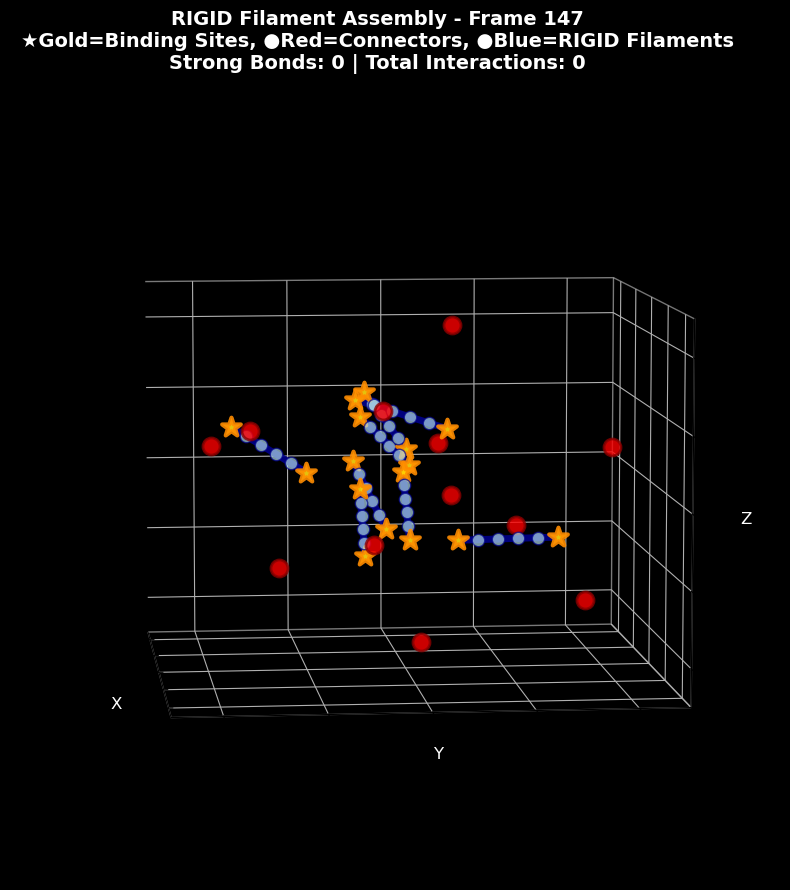 RIGID Filament Assembly - Frame 147
★Gold=Binding Sites, ●Red=Connectors, ●Blue=RIGID Filaments
Strong Bonds: 0 | Total Interactions: 0
Z
X
Y